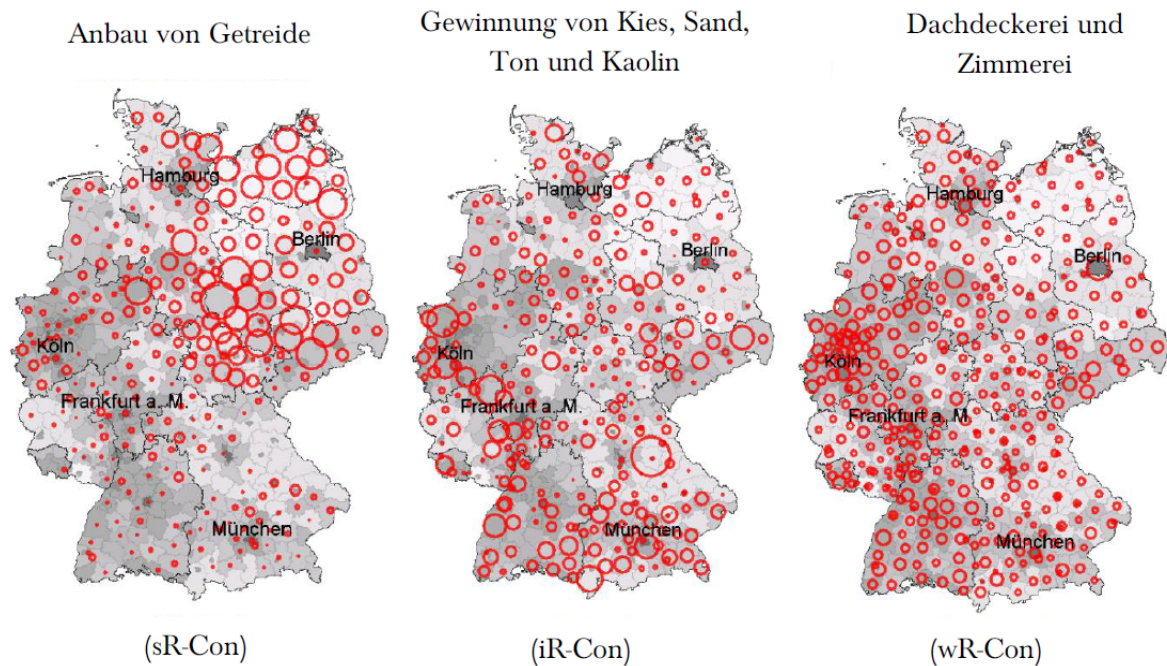 Anbau von Getreide
Gewinnung von Kies, Sand,
Ton und Kaolin
Dachdeckerei und
Zimmerei
Hamburg
Berlin
Köln
Frankfurt a. M.
München
Hamburg
Berlin
Köln
Frankfurt a. M.
München
Hamburg
Berlin
Köln
Frankfurt a. M.
München
(sR-Con)
(iR-Con)
(wR-Con)